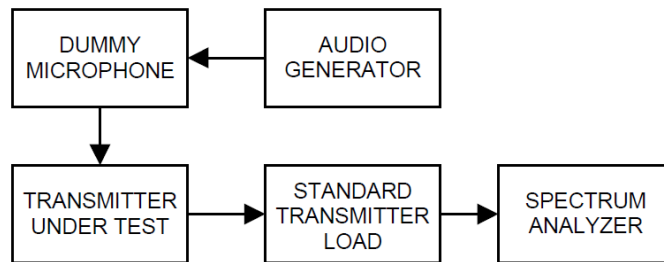 DUMMY
MICROPHONE
AUDIO
GENERATOR
TRANSMITTER
UNDER TEST
STANDARD
TRANSMITTER
LOAD
SPECTRUM
ANALYZER